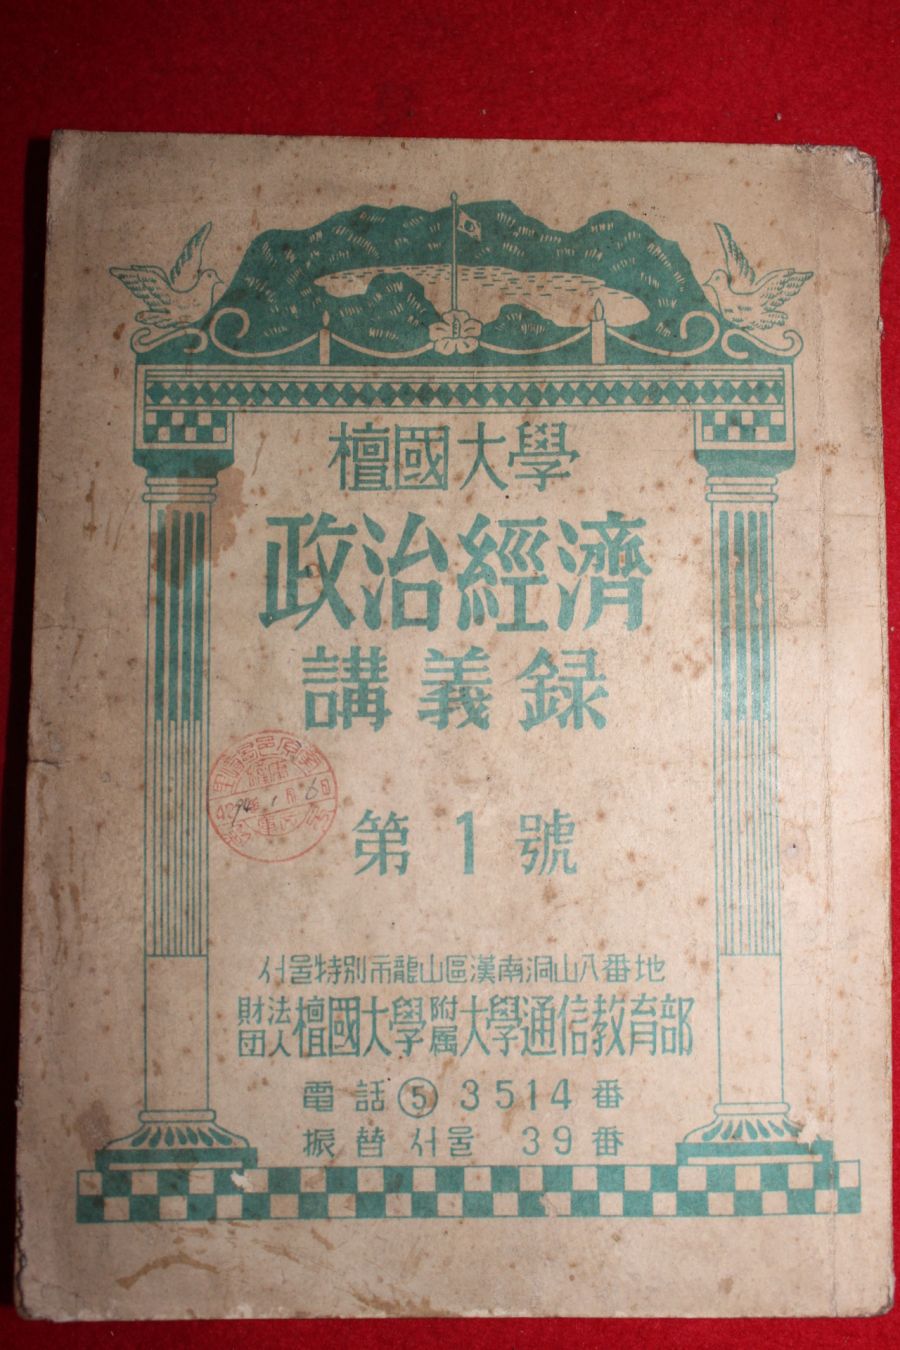 檀國大學
政治經濟
講義録
第1號
서울特別市龍山區漢南洞山八番地
財団法人檀國大學附属大學通信教育部
電話⑤3514番
振替서울 39番